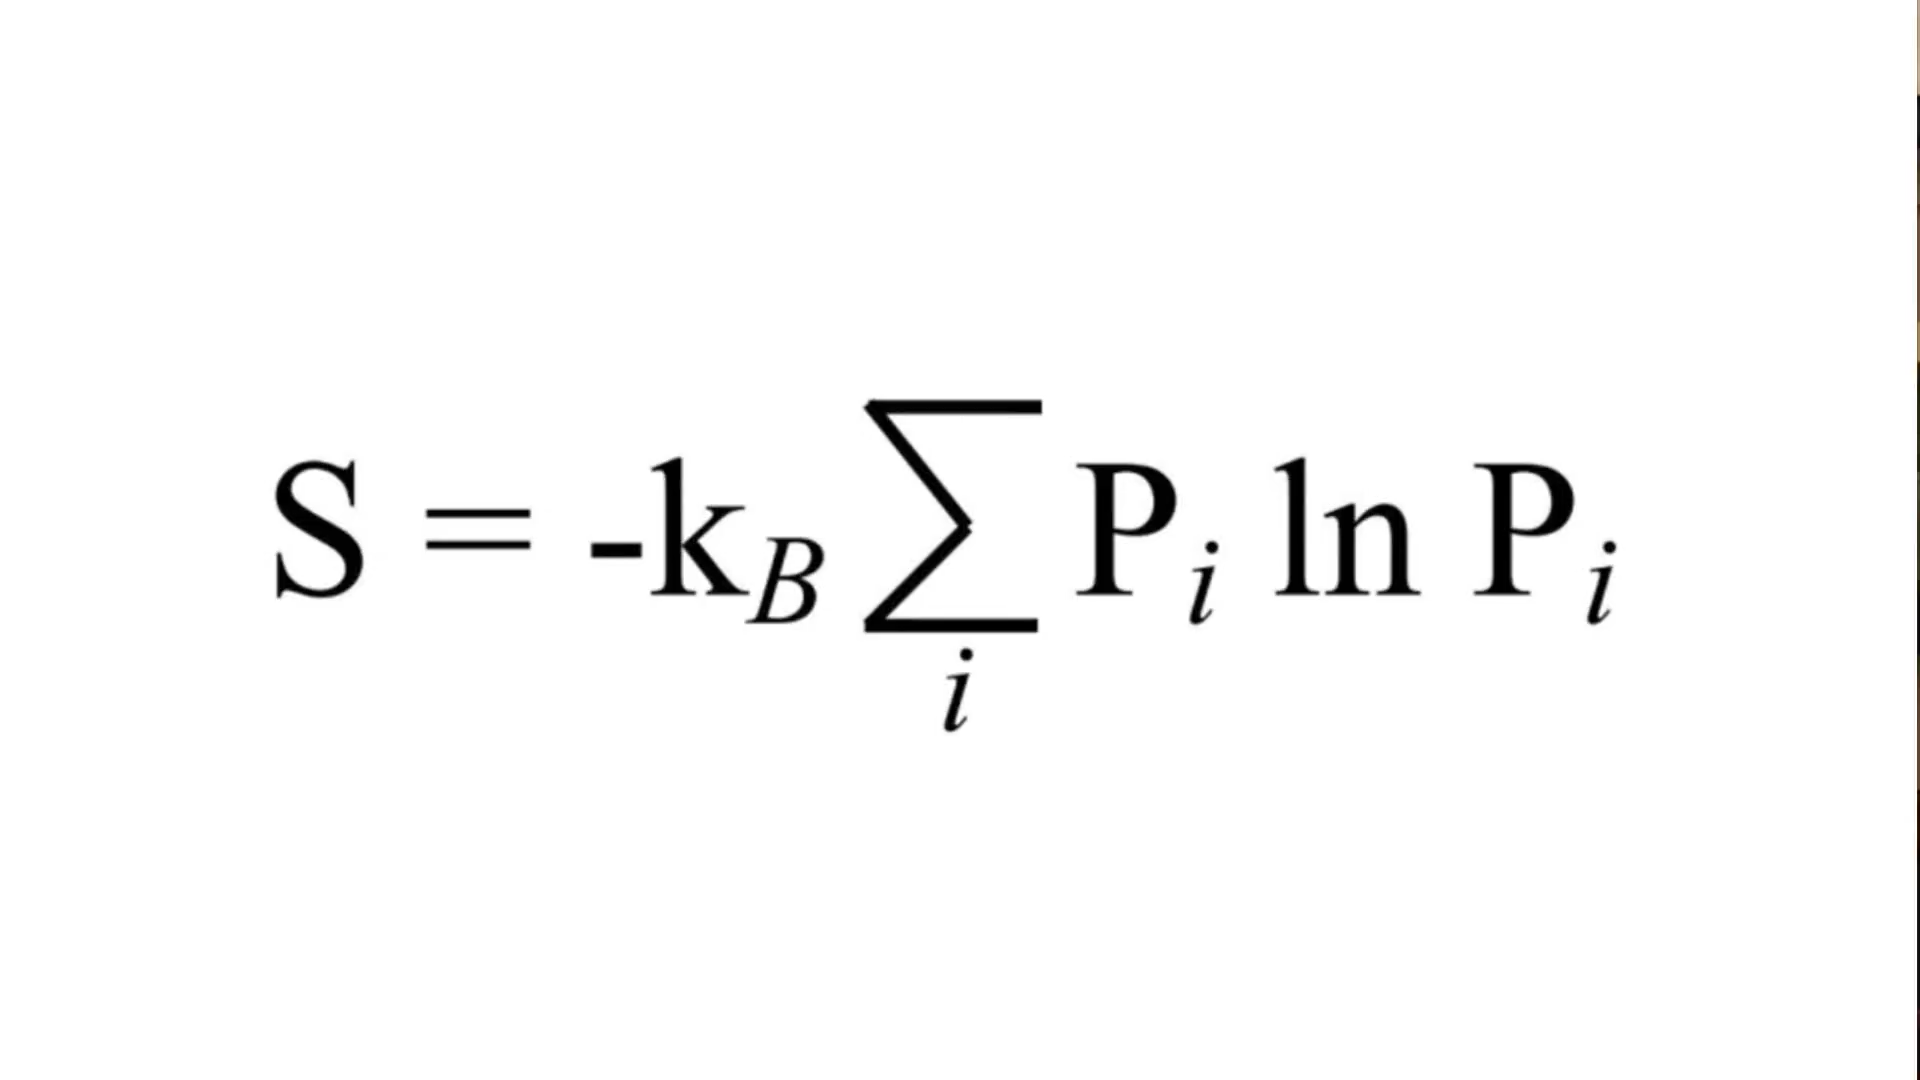 S = -k_B ∑_i P_i ln P_i